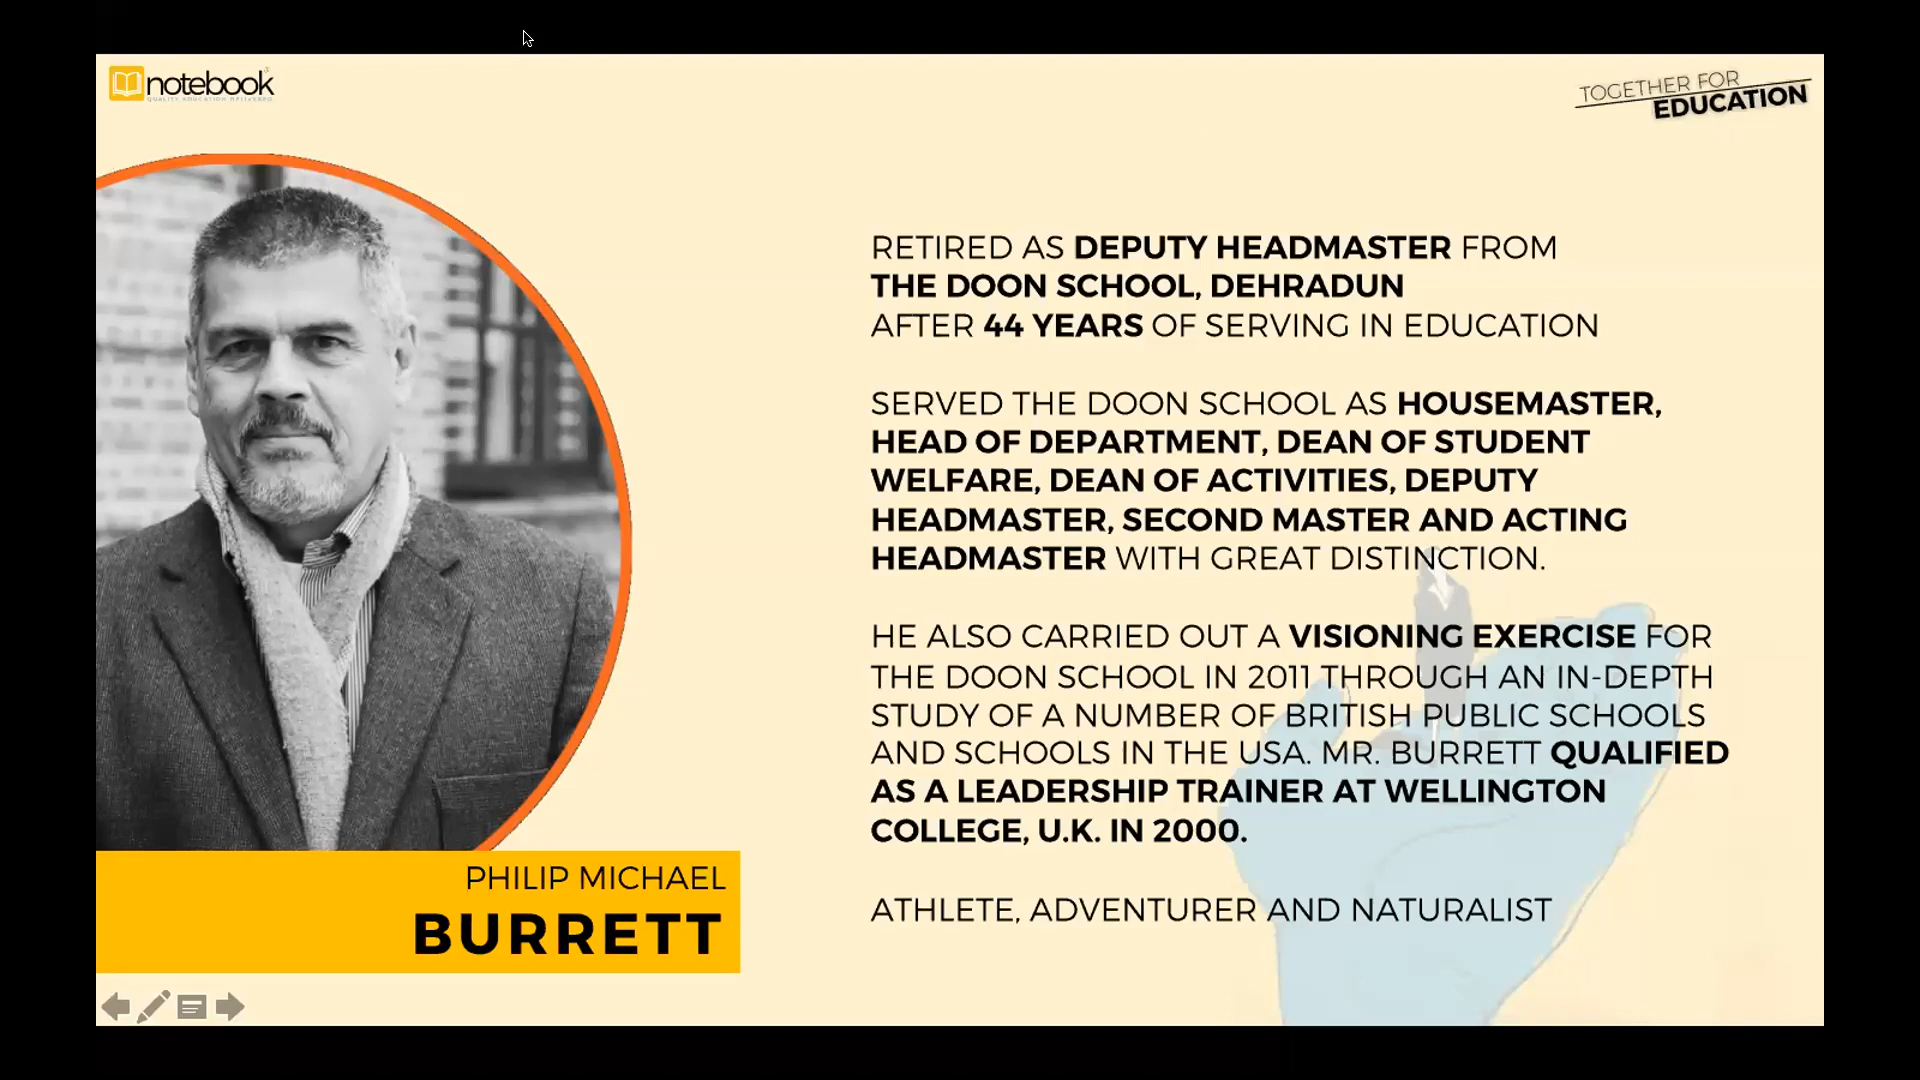 notebook
QUALITY EDUCATION DELIVERED
TOGETHER FOR
EDUCATION
RETIRED AS DEPUTY HEADMASTER FROM
THE DOON SCHOOL, DEHRADUN
AFTER 44 YEARS OF SERVING IN EDUCATION
SERVED THE DOON SCHOOL AS HOUSEMASTER,
HEAD OF DEPARTMENT, DEAN OF STUDENT
WELFARE, DEAN OF ACTIVITIES, DEPUTY
HEADMASTER, SECOND MASTER AND ACTING
HEADMASTER WITH GREAT DISTINCTION.
HE ALSO CARRIED OUT A VISIONING EXERCISE FOR
THE DOON SCHOOL IN 2011 THROUGH AN IN-DEPTH
STUDY OF A NUMBER OF BRITISH PUBLIC SCHOOLS
AND SCHOOLS IN THE USA. MR. BURRETT QUALIFIED
AS A LEADERSHIP TRAINER AT WELLINGTON
COLLEGE, U.K. IN 2000.
ATHLETE, ADVENTURER AND NATURALIST
PHILIP MICHAEL
BURRETT